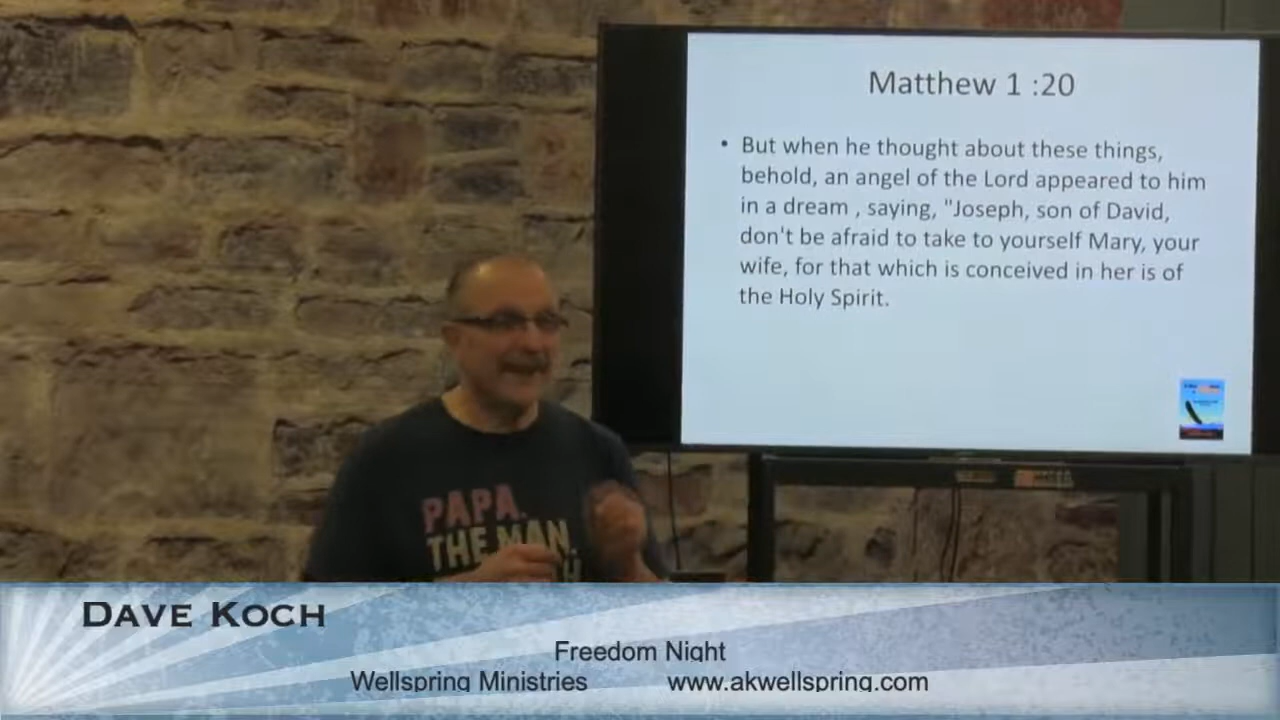 Matthew 1 :20
• But when he thought about these things,
behold, an angel of the Lord appeared to him
in a dream , saying, "Joseph, son of David,
don't be afraid to take to yourself Mary, your
wife, for that which is conceived in her is of
the Holy Spirit.
PAPA.
THE MAN.
DAVE KOCH
Freedom Night
Wellspring Ministries www.akwellspring.com